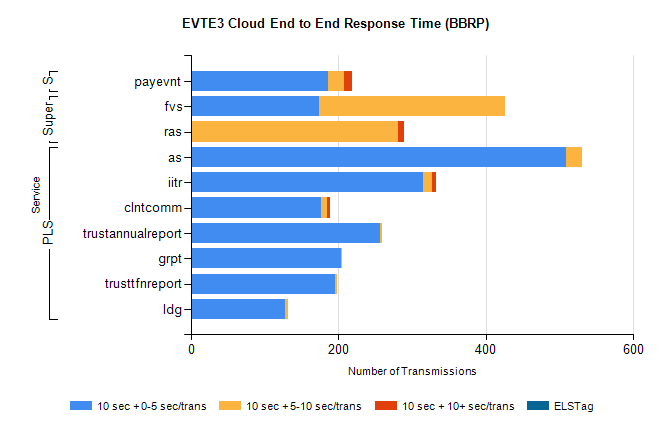 EVTE3 Cloud End to End Response Time (BBRP)
S
Super
PLS
Service
payevnt
fvs
ras
as
iitr
clntcomm
trustannualreport
grpt
trusttfnreport
ldg
0
200
400
600
Number of Transmissions
10 sec +0-5 sec/trans
10 sec +5-10 sec/trans
10 sec + 10+ sec/trans
ELSTag